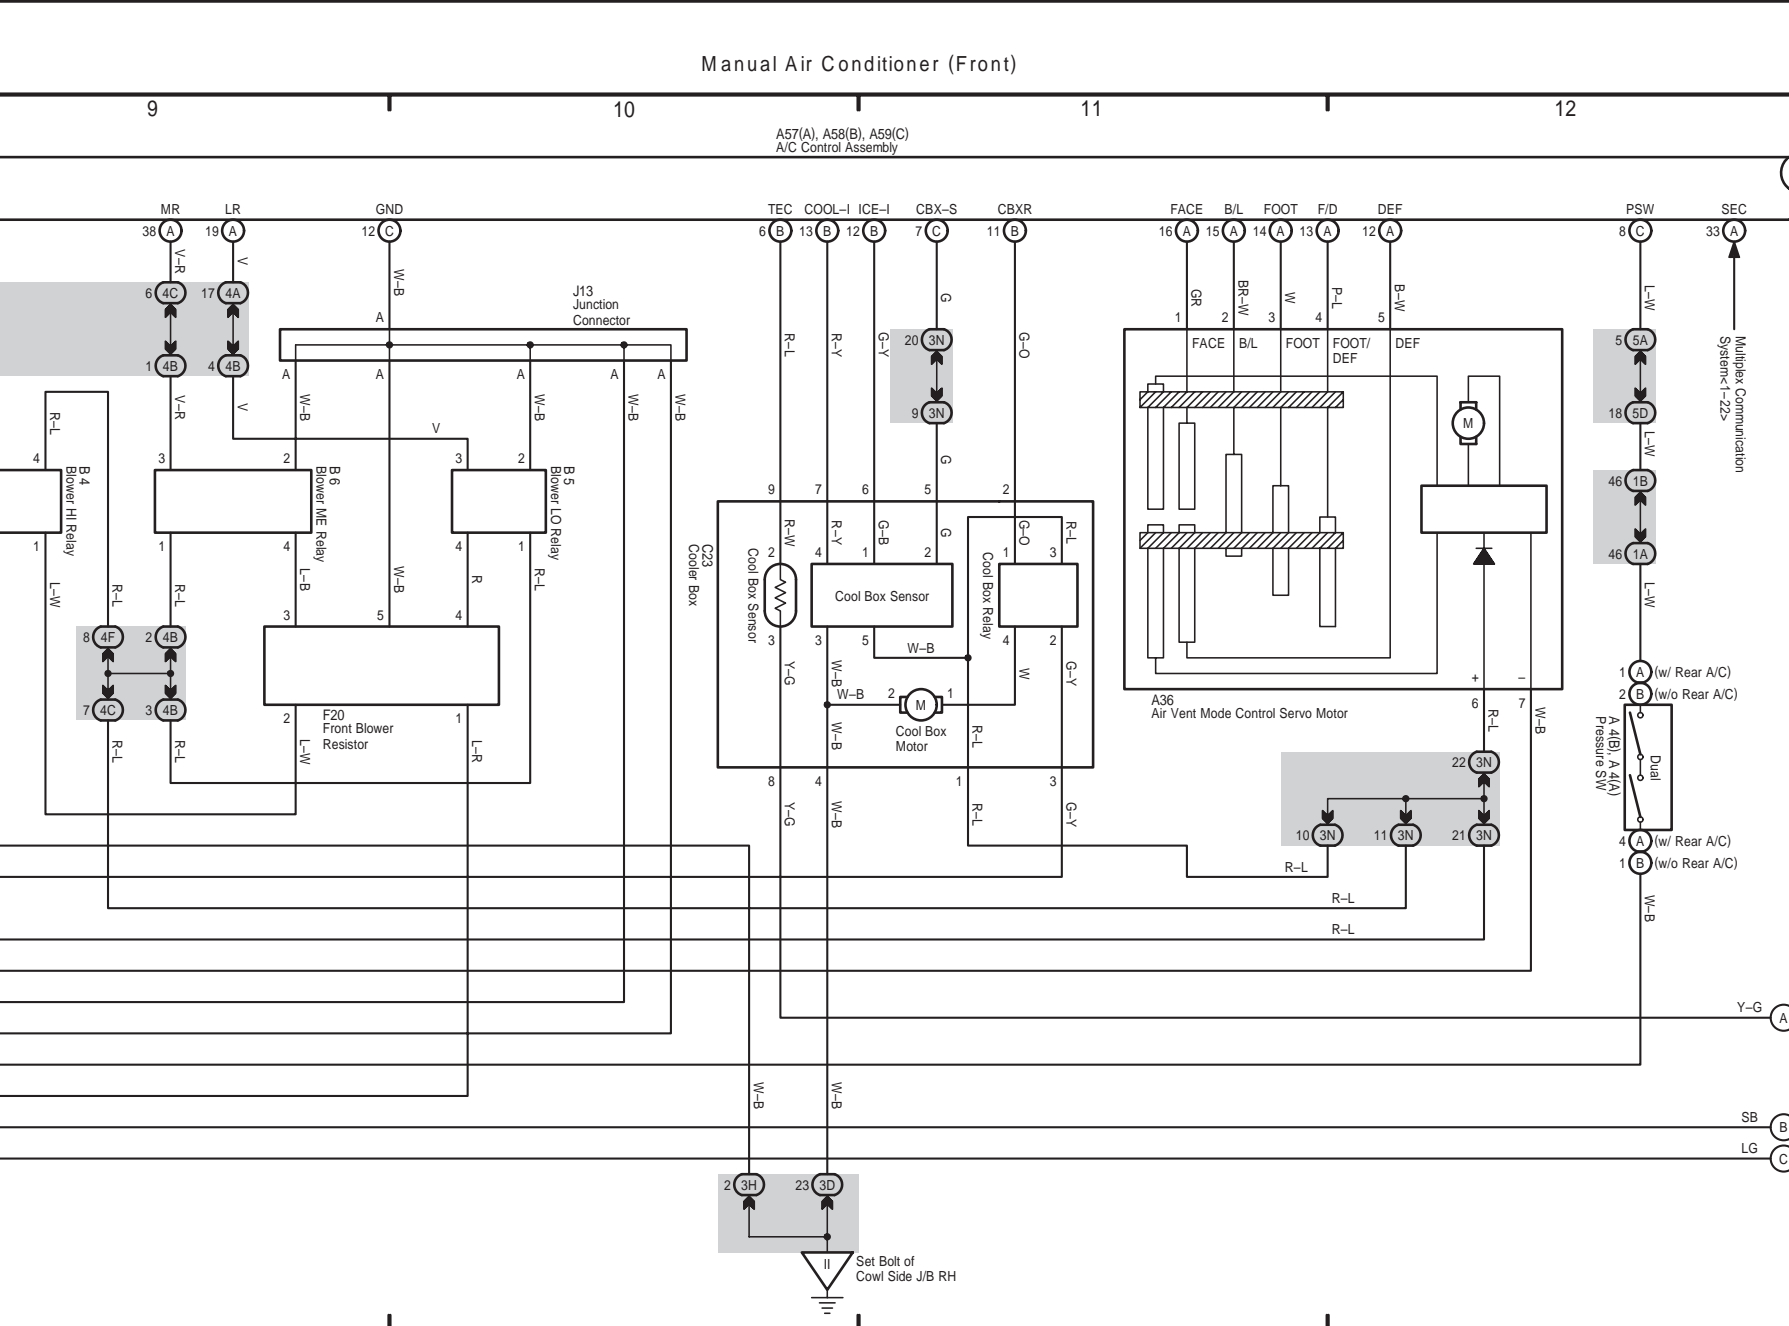 Manual Air Conditioner (Front)
9 10 11 12
A57(A), A58(B), A59(C)
A/C Control Assembly
MR LR GND TEC COOL–I ICE–I CBX–S CBXR FACE B/L FOOT F/D DEF PSW SEC
38 A 19 A 12 C 6 B 13 B 12 B 7 C 11 B 16 A 15 A 14 A 13 A 12 A 8 C 33 A
V–R V W–B G GR BR–W W P–L B–W L–W
6 4C 17 4A
J13
Junction
Connector
A
1 2 3 4 5
R–L R–Y G–Y G–O
20 3N
FACE B/L FOOT FOOT/
DEF
DEF
5 5A
Multiplex Communication
System<1–22>
1 4B 4 4B
A A A A A
V–R V W–B W–B W–B W–B
9 3N
18 5D
R–L
V
M
L–W
G
4 3 2 3 2
B 4
Blower HI Relay
B 6
Blower ME Relay
B 5
Blower LO Relay
9 7 6 5 2
46 1B
1 1 4 4 1
R–W R–Y G–B G G–O R–L
2 4 1 2 1 3
46 1A
C23
Cooler Box
Cool Box Sensor
Cool Box Sensor
Cool Box Relay
L–W R–L R–L L–B W–B R R–L
L–W
3 5 4
8 4F 2 4B
3 3 5 4 2
W–B
Y–G W–B W G–Y
1 A (w/ Rear A/C)
2 B (w/o Rear A/C)
+ –
W–B 2 M 1
7 4C 3 4B
2 1
F20
Front Blower
Resistor
A36
Air Vent Mode Control Servo Motor
6 7
R–L W–B
Cool Box
Motor
R–L R–L L–W L–R
W–B R–L
A 4(B), A 4(A)
Pressure SW
Dual
22 3N
8 4 1 3
Y–G W–B R–L G–Y
10 3N 11 3N 21 3N
4 A (w/ Rear A/C)
1 B (w/o Rear A/C)
R–L
R–L
W–B
R–L
Y–G A
W–B W–B
SB B
LG C
2 3H 23 3D
II
Set Bolt of
Cowl Side J/B RH